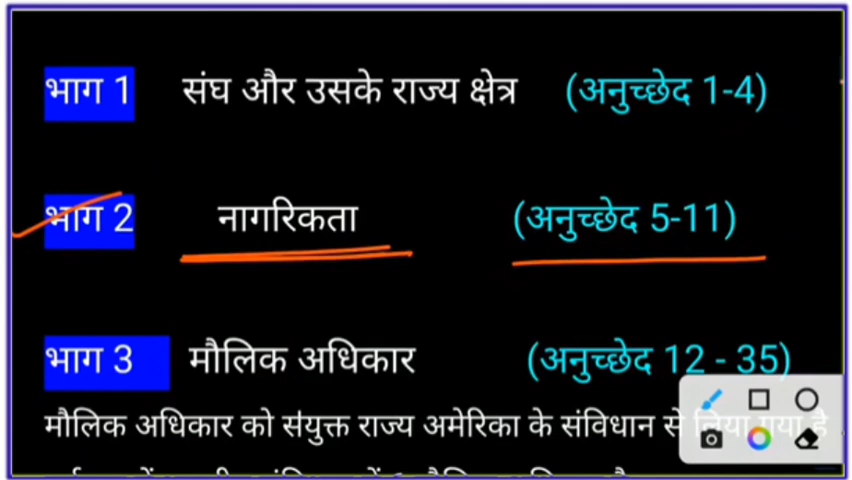 भाग 1 संघ और उसके राज्य क्षेत्र (अनुच्छेद 1-4)
भाग 2 नागरिकता (अनुच्छेद 5-11)
भाग 3 मौलिक अधिकार (अनुच्छेद 12 - 35)
मौलिक अधिकार को संयुक्त राज्य अमेरिका के संविधान से लिया गया है